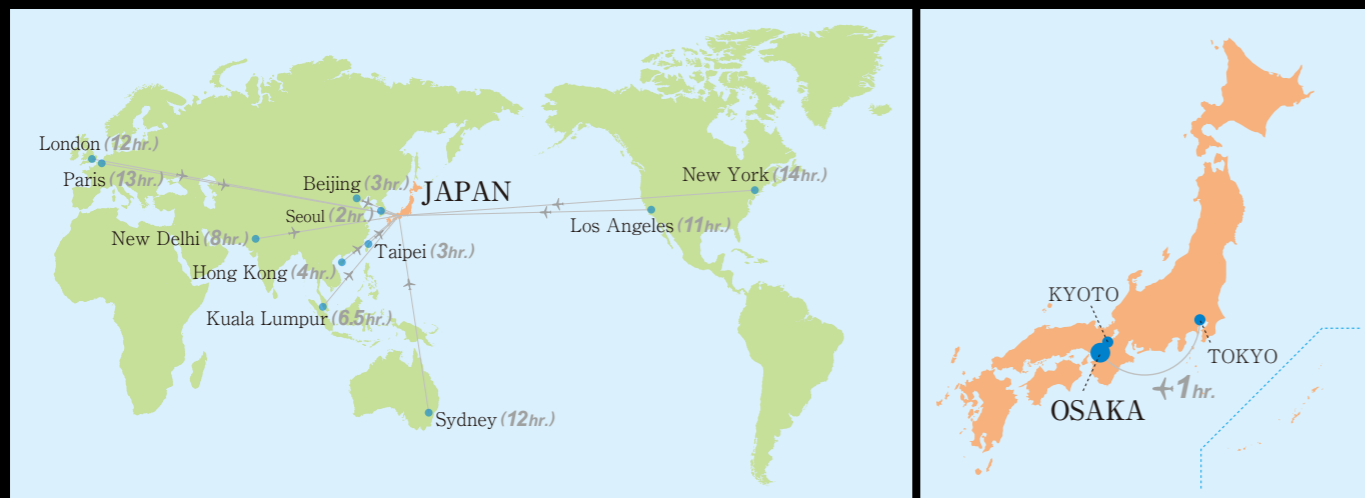 London (12hr.)
Paris (13hr.)
Beijing (3hr.)
JAPAN
Seoul (2hr.)
New Delhi (8hr.)
Taipei (3hr.)
Hong Kong (4hr.)
Kuala Lumpur (6.5hr.)
Sydney (12hr.)
New York (14hr.)
Los Angeles (11hr.)
KYOTO
TOKYO
1hr.
OSAKA